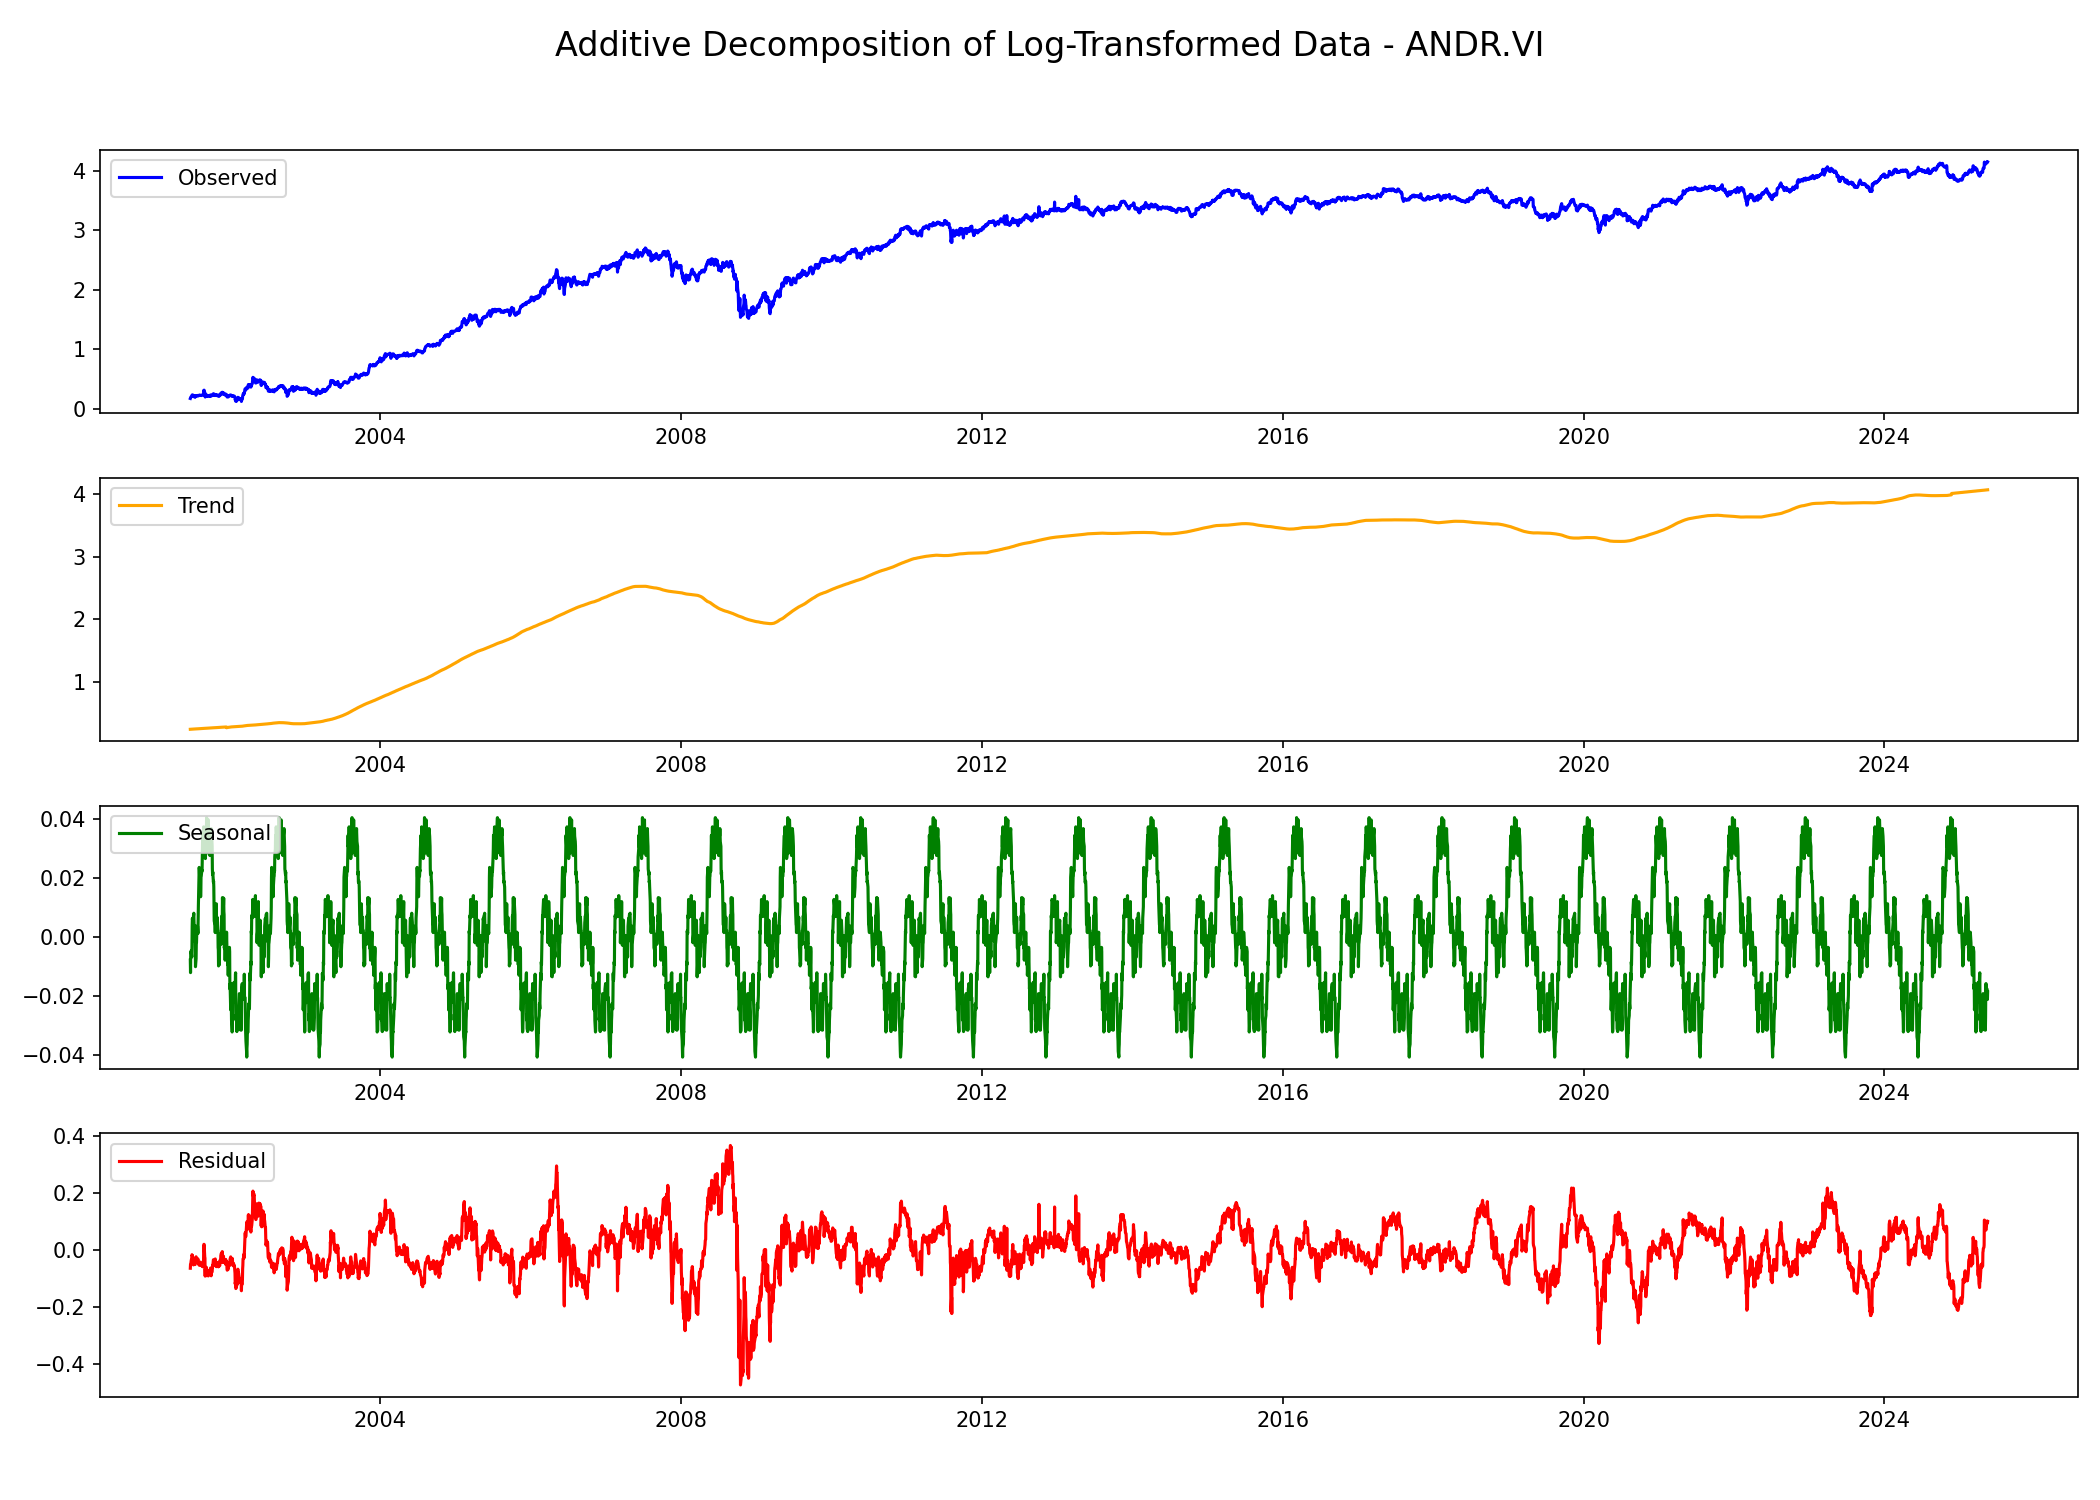 Additive Decomposition of Log-Transformed Data - ANDR.VI
Observed
4
3
2
1
0
2004 2008 2012 2016 2020 2024
Trend
4
3
2
1
2004 2008 2012 2016 2020 2024
Seasonal
0.04
0.02
0.00
−0.02
−0.04
2004 2008 2012 2016 2020 2024
Residual
0.4
0.2
0.0
−0.2
−0.4
2004 2008 2012 2016 2020 2024